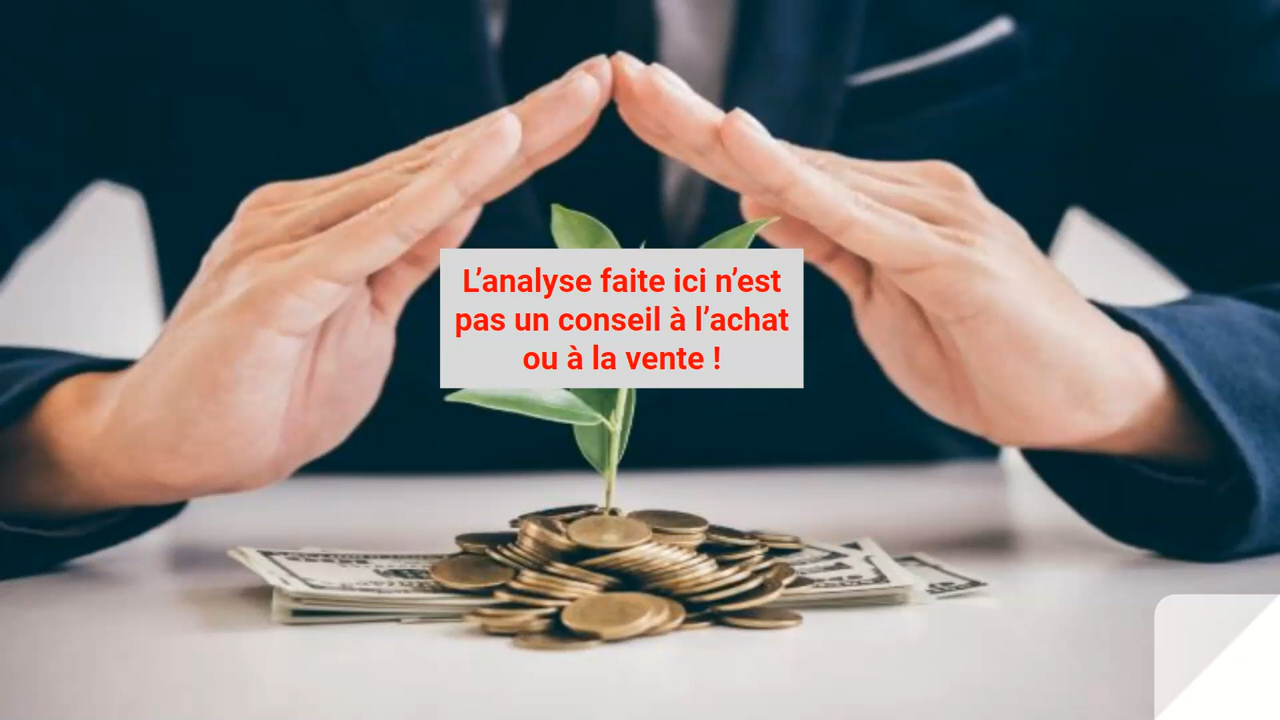 L’analyse faite ici n’est
pas un conseil à l’achat
ou à la vente !